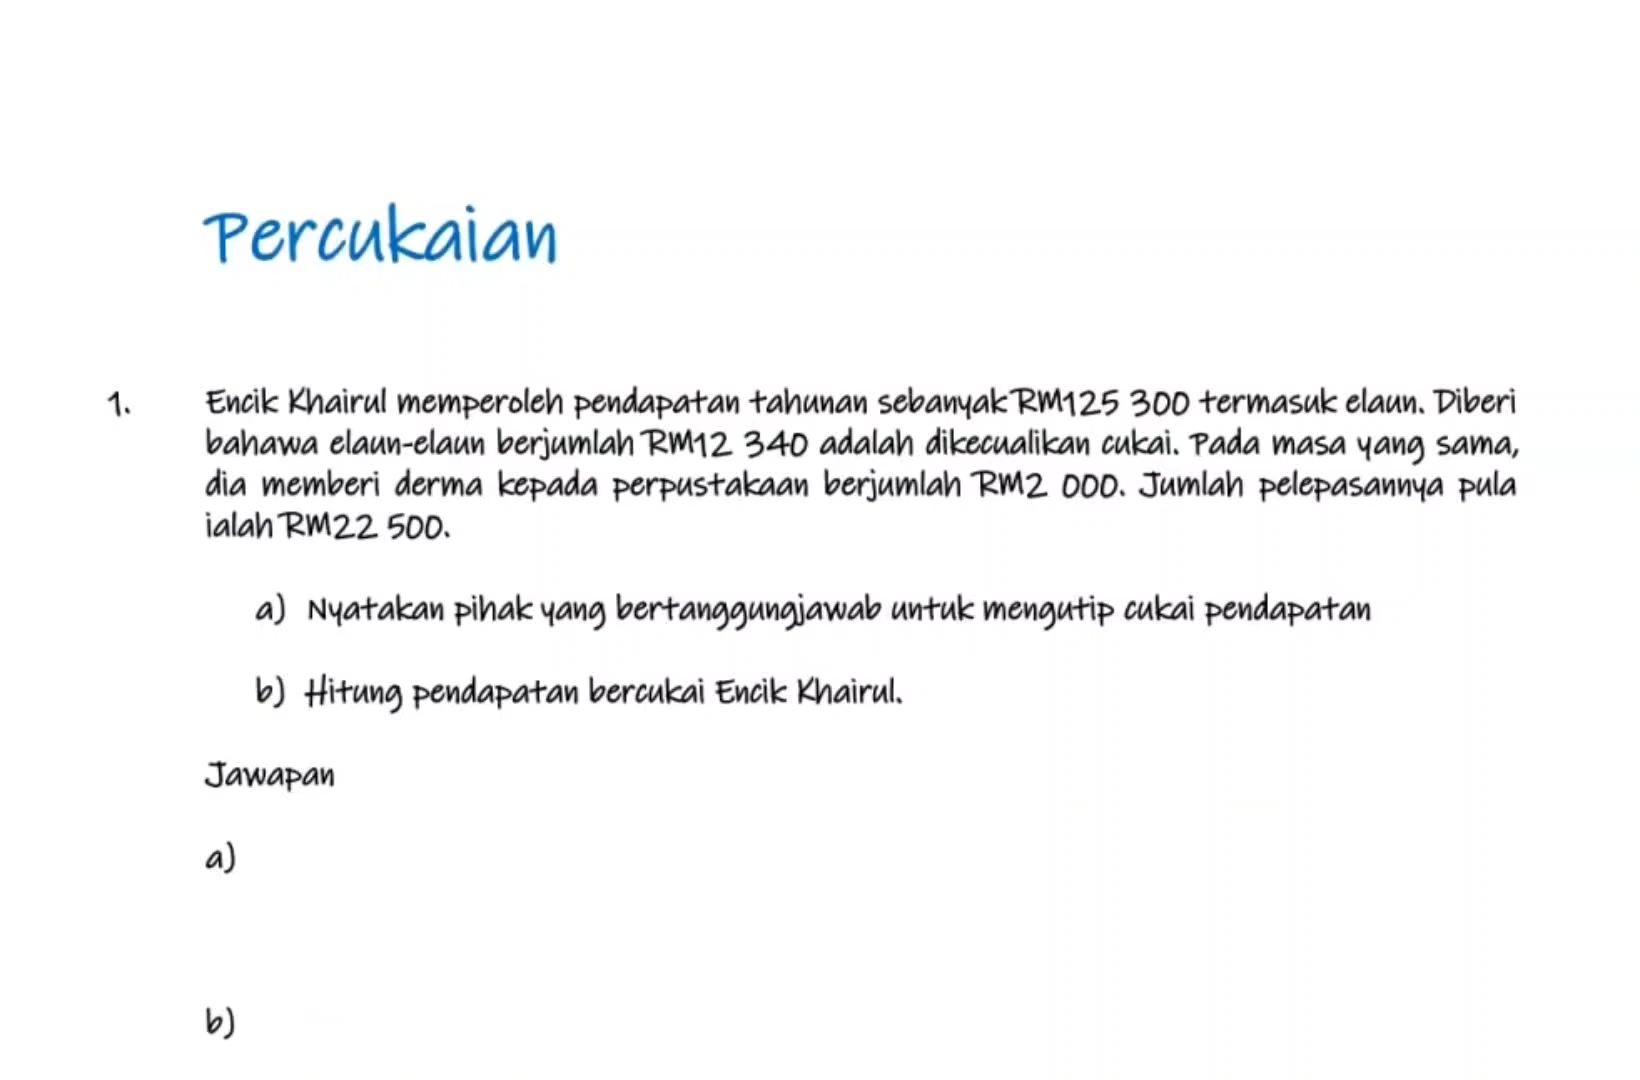 Percukaian
1. Encik Khairul memperoleh pendapatan tahunan sebanyak RM125 300 termasuk elaun. Diberi
bahawa elaun-elaun berjumlah RM12 340 adalah dikecualikan cukai. Pada masa yang sama,
dia memberi derma kepada perpustakaan berjumlah RM2 000. Jumlah pelepasannya pula
ialah RM22 500.
a) Nyatakan pihak yang bertanggungjawab untuk mengutip cukai pendapatan
b) Hitung pendapatan bercukai Encik Khairul.
Jawapan
a)
b)